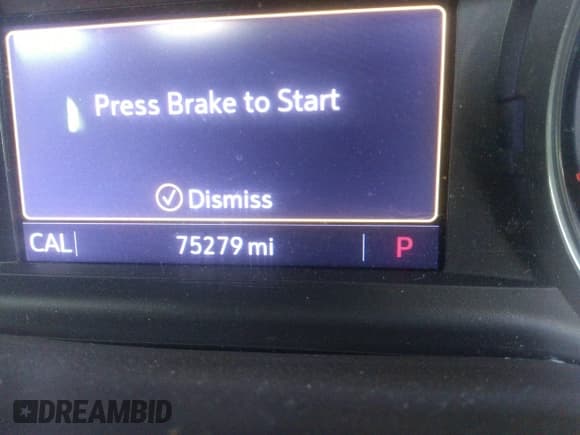 Press Brake to Start
Dismiss
CAL 75279 mi P
DREAMBID